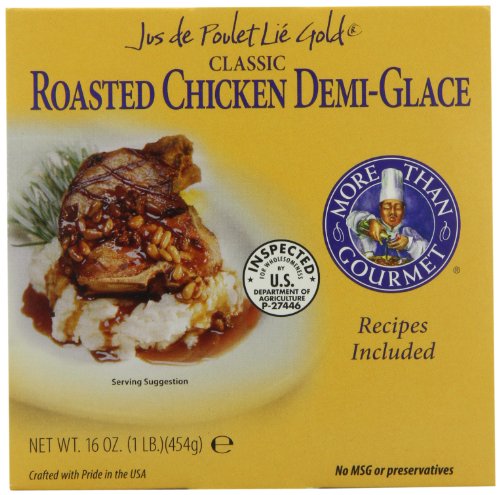 Jus de Poulet Lié Gold®
CLASSIC
ROASTED CHICKEN DEMI-GLACE
MORE THAN
GOURMET®
INSPECTED
FOR WHOLESOMENESS
BY
U.S.
DEPARTMENT OF
AGRICULTURE
P-27446
Recipes
Included
Serving Suggestion
NET WT. 16 OZ. (1 LB.)(454g) ℮
Crafted with Pride in the USA
No MSG or preservatives